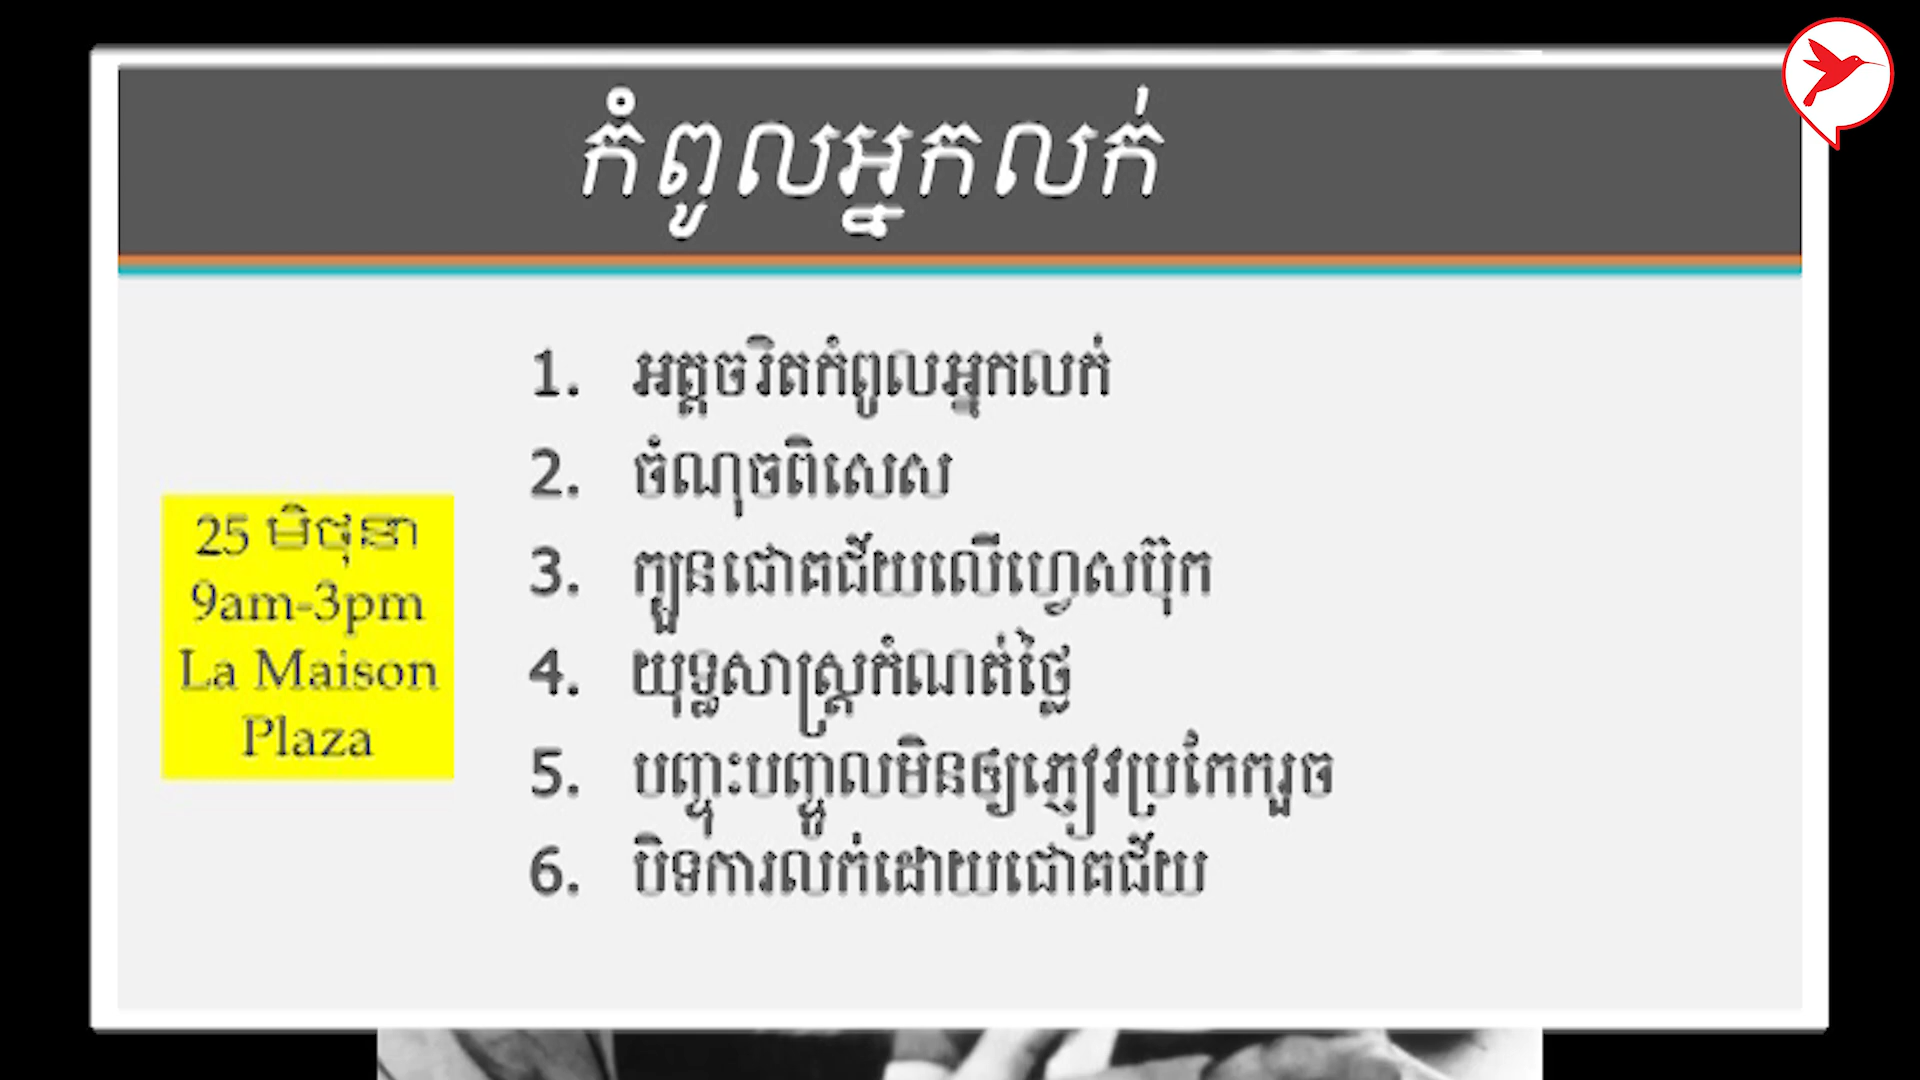 កំពូលអ្នកលក់
25 មិថុនា
9am-3pm
La Maison
Plaza
1. អត្តចរិតកំពូលអ្នកលក់
2. ចំណុចពិសេស
3. ក្បួនជោគជ័យលើហ្វេសប៊ុក
4. យុទ្ធសាស្ត្រកំណត់ថ្លៃ
5. បញ្ចុះបញ្ចូលមិនឲ្យភ្ញៀវប្រកែករួច
6. បិទការលក់ដោយជោគជ័យ